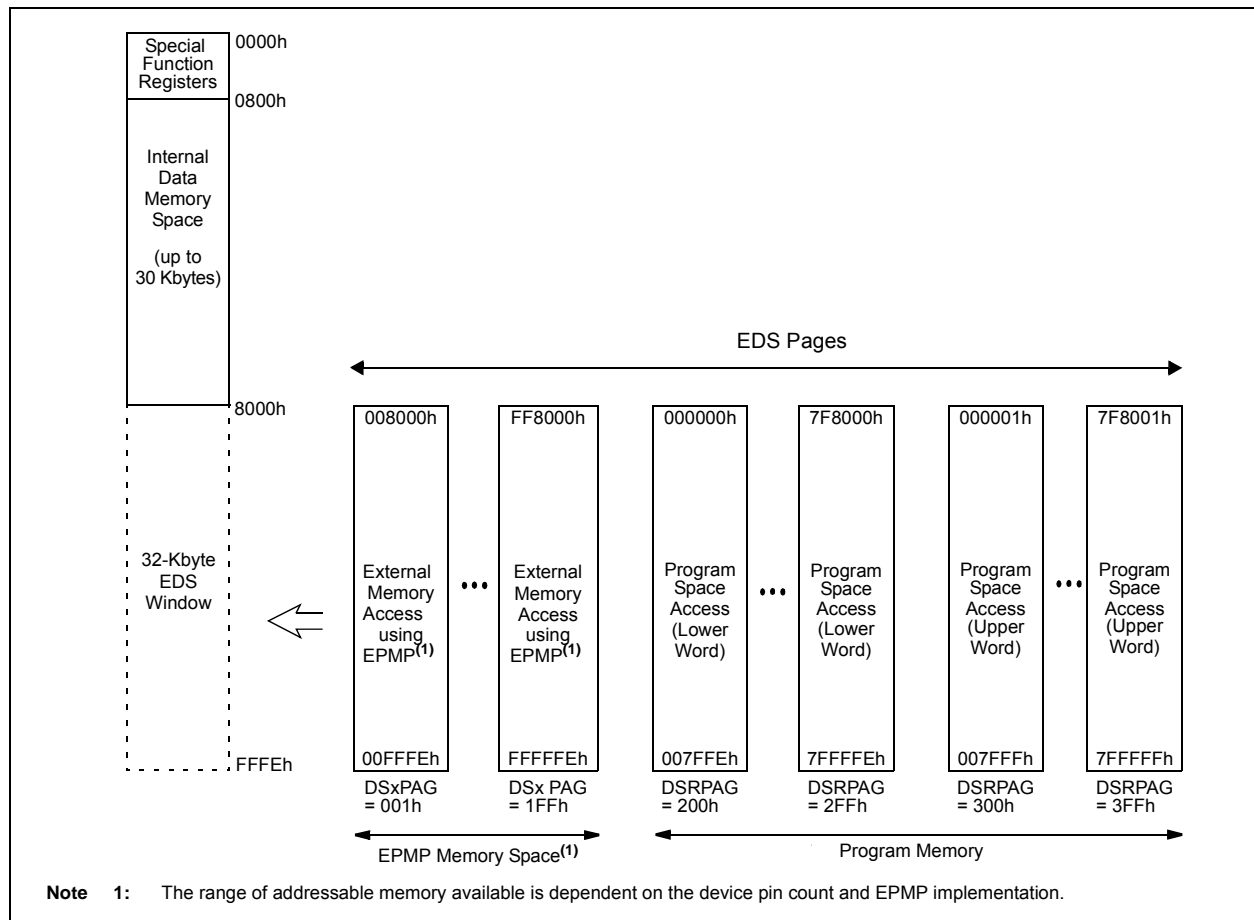 Special
Function
Registers
0000h
0800h
Internal
Data
Memory
Space
(up to
30 Kbytes)
8000h
32-Kbyte
EDS
Window
FFFEh
EDS Pages
008000h
External
Memory
Access
using
EPMP(1)
00FFFEh
DSxPAG
= 001h
•••
FF8000h
External
Memory
Access
using
EPMP(1)
FFFFFEh
DSx PAG
= 1FFh
000000h
Program
Space
Access
(Lower
Word)
007FFEh
DSRPAG
= 200h
•••
7F8000h
Program
Space
Access
(Lower
Word)
7FFFFEh
DSRPAG
= 2FFh
000001h
Program
Space
Access
(Upper
Word)
007FFFh
DSRPAG
= 300h
•••
7F8001h
Program
Space
Access
(Upper
Word)
7FFFFFh
DSRPAG
= 3FFh
EPMP Memory Space(1)
Program Memory
Note 1: The range of addressable memory available is dependent on the device pin count and EPMP implementation.